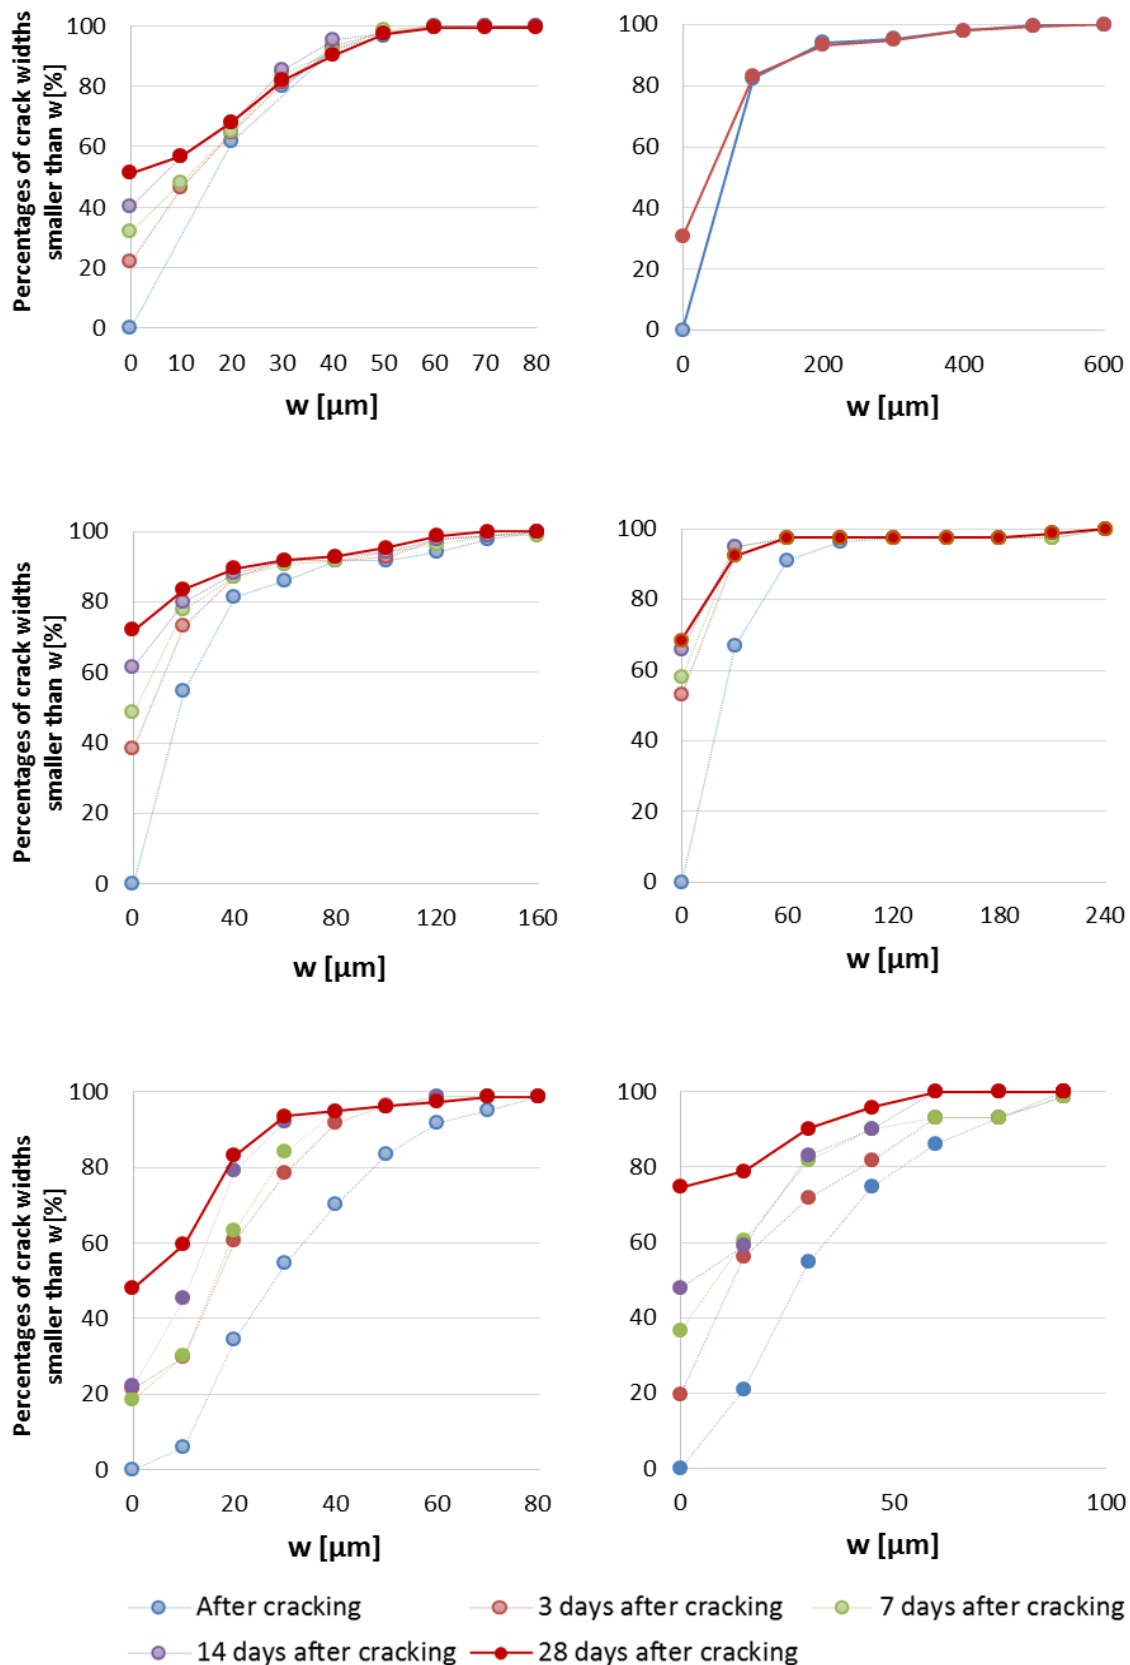 Percentages of crack widths
smaller than w[%]
100
80
60
40
20
0
0 10 20 30 40 50 60 70 80
w [µm]
100
80
60
40
20
0
0 200 400 600
w [µm]
Percentages of crack widths
smaller than w[%]
100
80
60
40
20
0
0 40 80 120 160
w [µm]
100
80
60
40
20
0
0 60 120 180 240
w [µm]
Percentages of crack widths
smaller than w[%]
100
80
60
40
20
0
0 20 40 60 80
w [µm]
100
80
60
40
20
0
0 50 100
w [µm]
After cracking 3 days after cracking 7 days after cracking
14 days after cracking 28 days after cracking